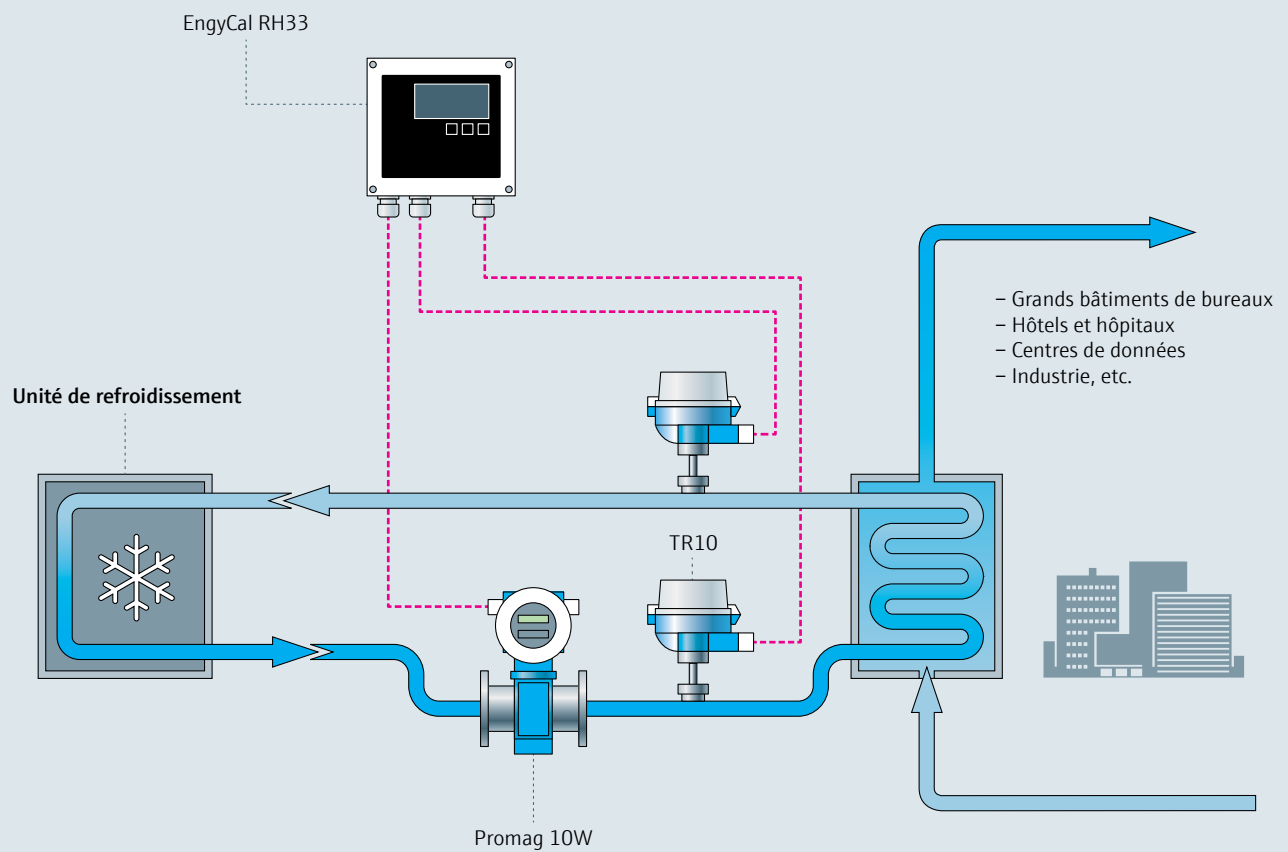 EngyCal RH33
– Grands bâtiments de bureaux
– Hôtels et hôpitaux
– Centres de données
– Industrie, etc.
Unité de refroidissement
TR10
Promag 10W